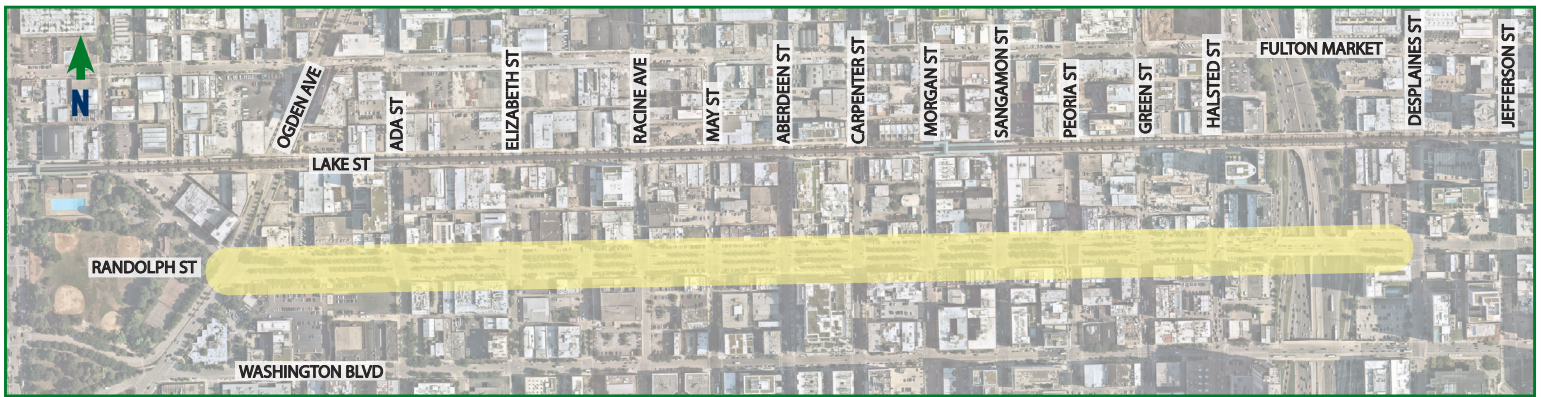 N
OGDEN AVE
ADA ST
ELIZABETH ST
RACINE AVE
MAY ST
ABERDEEN ST
CARPENTER ST
MORGAN ST
SANGAMON ST
PEORIA ST
GREEN ST
HALSTED ST
FULTON MARKET
DESPLAINES ST
JEFFERSON ST
LAKE ST
RANDOLPH ST
WASHINGTON BLVD